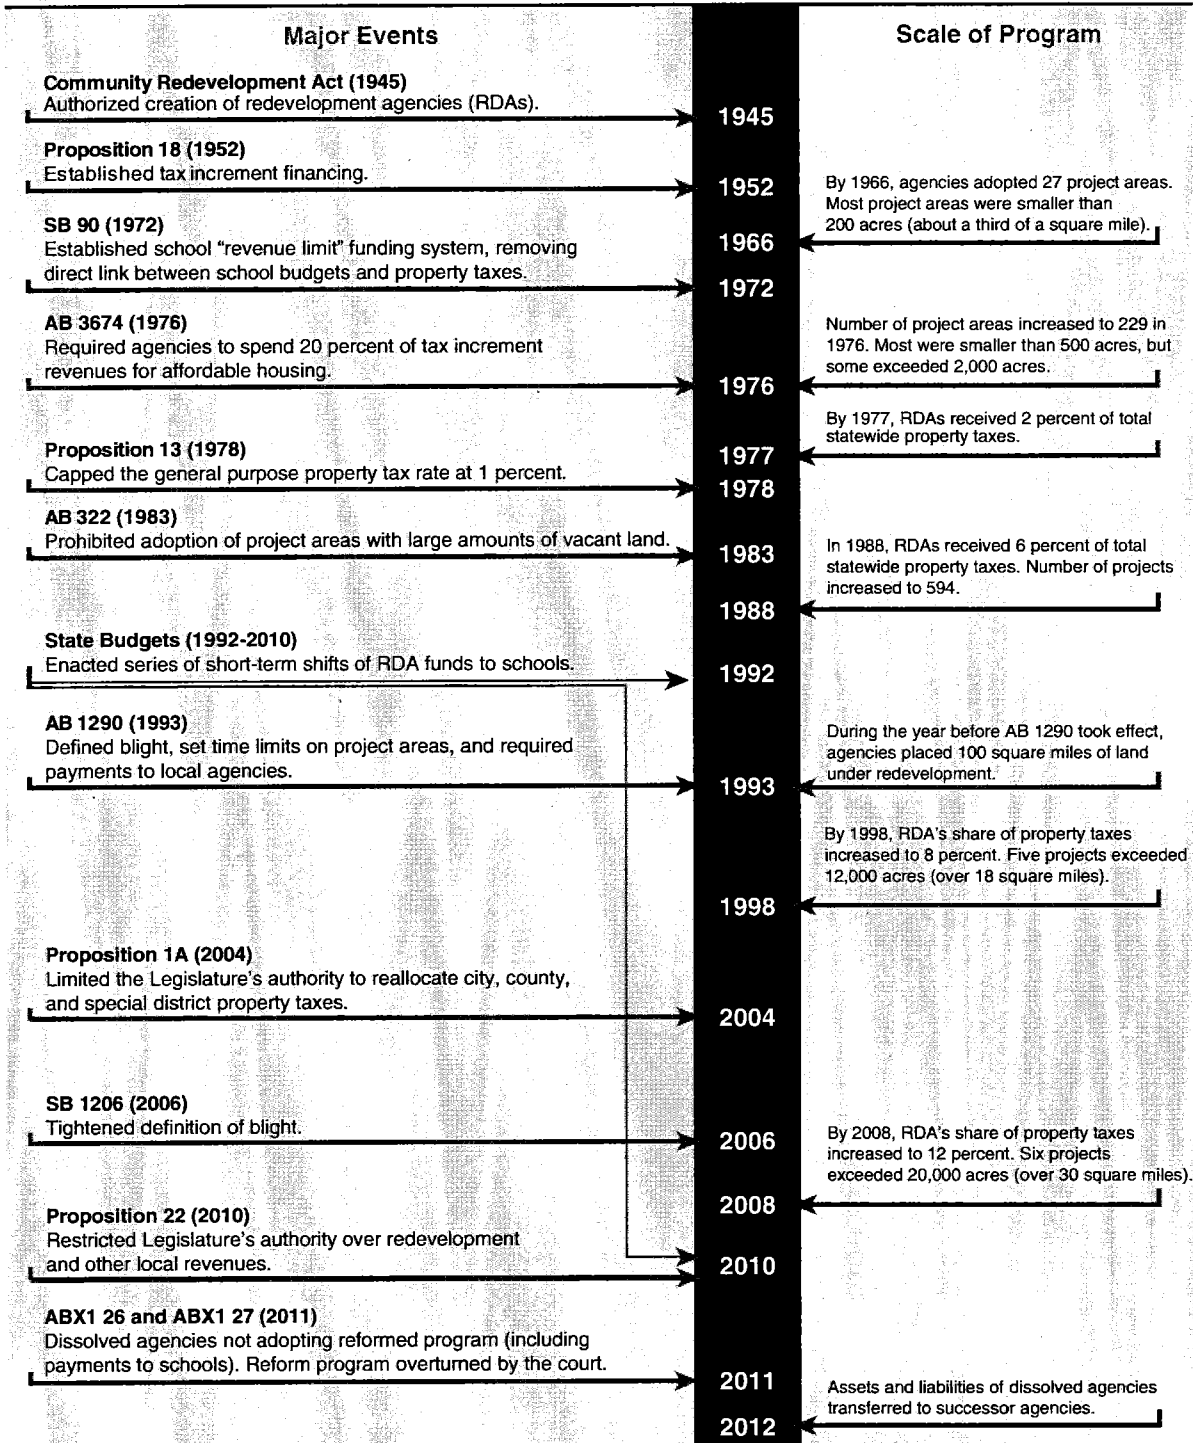 Major Events
Community Redevelopment Act (1945)
Authorized creation of redevelopment agencies (RDAs).
Proposition 18 (1952)
Established tax increment financing.
SB 90 (1972)
Established school “revenue limit” funding system, removing
direct link between school budgets and property taxes.
AB 3674 (1976)
Required agencies to spend 20 percent of tax increment
revenues for affordable housing.
Proposition 13 (1978)
Capped the general purpose property tax rate at 1 percent.
AB 322 (1983)
Prohibited adoption of project areas with large amounts of vacant land.
State Budgets (1992-2010)
Enacted series of short-term shifts of RDA funds to schools.
AB 1290 (1993)
Defined blight, set time limits on project areas, and required
payments to local agencies.
Proposition 1A (2004)
Limited the Legislature's authority to reallocate city, county,
and special district property taxes.
SB 1206 (2006)
Tightened definition of blight.
Proposition 22 (2010)
Restricted Legislature's authority over redevelopment
and other local revenues.
ABX1 26 and ABX1 27 (2011)
Dissolved agencies not adopting reformed program (including
payments to schools). Reform program overturned by the court.
1945
1952
1966
1972
1976
1977
1978
1983
1988
1992
1993
1998
2004
2006
2008
2010
2011
2012
Scale of Program
By 1966, agencies adopted 27 project areas.
Most project areas were smaller than
200 acres (about a third of a square mile).
Number of project areas increased to 229 in
1976. Most were smaller than 500 acres, but
some exceeded 2,000 acres.
By 1977, RDAs received 2 percent of total
statewide property taxes.
In 1988, RDAs received 6 percent of total
statewide property taxes. Number of projects
increased to 594.
During the year before AB 1290 took effect,
agencies placed 100 square miles of land
under redevelopment.
By 1998, RDA's share of property taxes
increased to 8 percent. Five projects exceeded
12,000 acres (over 18 square miles).
By 2008, RDA's share of property taxes
increased to 12 percent. Six projects
exceeded 20,000 acres (over 30 square miles).
Assets and liabilities of dissolved agencies
transferred to successor agencies.